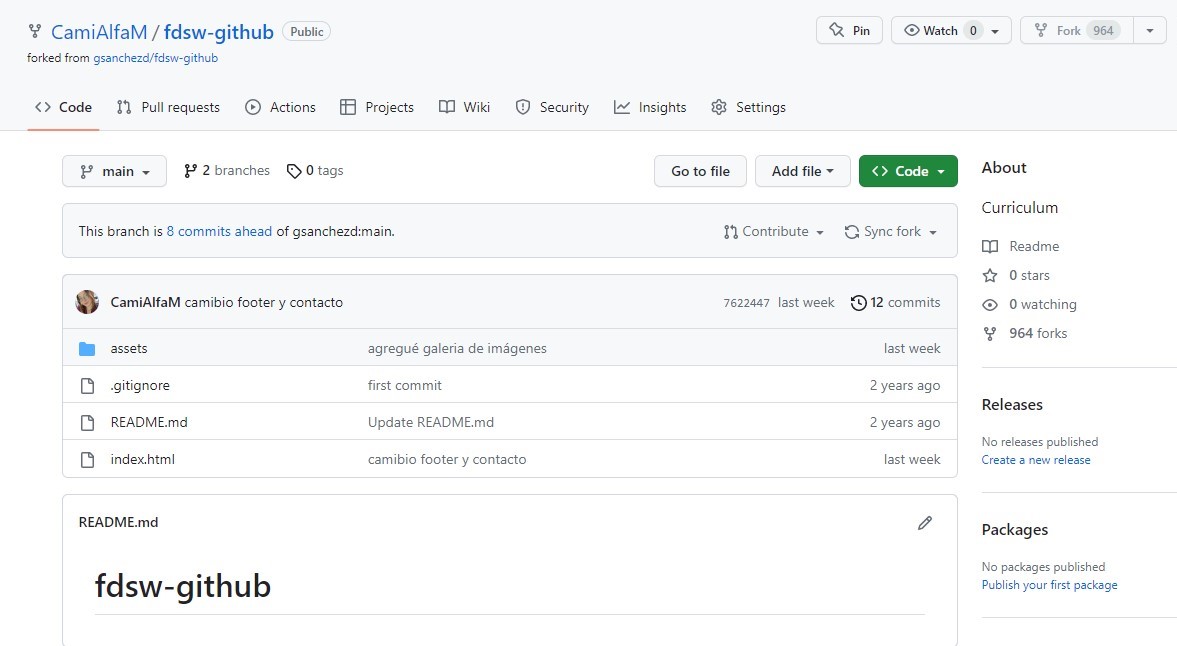 CamiAlfaM / fdsw-github Public
Pin
Watch 0
Fork 964
forked from gsanchezd/fdsw-github
Code Pull requests Actions Projects Wiki Security Insights Settings
main 2 branches 0 tags
Go to file
Add file
Code
This branch is 8 commits ahead of gsanchezd:main.
Contribute Sync fork
CamiAlfaM camibio footer y contacto 7622447 last week 12 commits
assets agregué galeria de imágenes last week
.gitignore first commit 2 years ago
README.md Update README.md 2 years ago
index.html camibio footer y contacto last week
README.md
fdsw-github
About
Curriculum
Readme
0 stars
0 watching
964 forks
Releases
No releases published
Create a new release
Packages
No packages published
Publish your first package